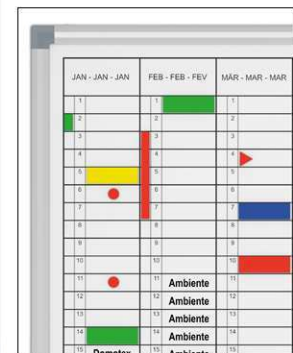 JAN - JAN - JAN FEB - FEB - FEV MÄR - MAR - MAR
1 1 1
2 2 2
3 3 3
4 4 4
5 5 5
6 6 6
7 7 7
8 8 8
9 9 9
10 10 10
11 11 Ambiente 11
12 12 Ambiente 12
13 13 Ambiente 13
14 14 Ambiente 14
15 Domotex 15 Ambiente 15